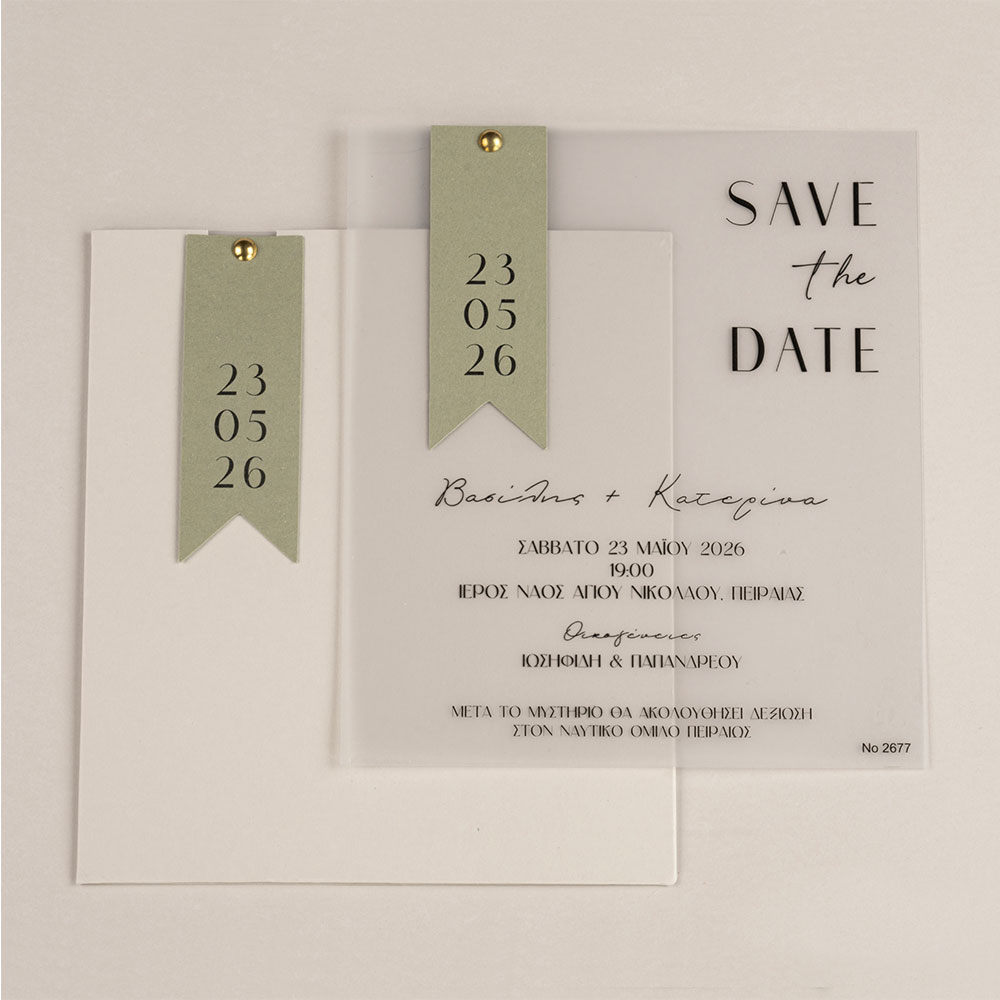 23
05
26
23
05
26
SAVE
the
DATE
Βασίλης + Κατερίνα
ΣΑΒΒΑΤΟ 23 ΜΑΪΟΥ 2026
19:00
ΙΕΡΟΣ ΝΑΟΣ ΑΓΙΟΥ ΝΙΚΟΛΑΟΥ, ΠΕΙΡΑΙΑΣ
Οικογένειες
ΙΩΣΗΦΙΔΗ & ΠΑΠΑΝΔΡΕΟΥ
ΜΕΤΑ ΤΟ ΜΥΣΤΗΡΙΟ ΘΑ ΑΚΟΛΟΥΘΗΣΕΙ ΔΕΞΙΩΣΗ
ΣΤΟΝ ΝΑΥΤΙΚΟ ΟΜΙΛΟ ΠΕΙΡΑΙΩΣ
No 2677